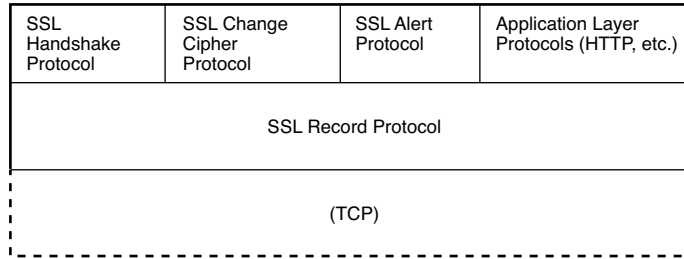 SSL
Handshake
Protocol
SSL Change
Cipher
Protocol
SSL Alert
Protocol
Application Layer
Protocols (HTTP, etc.)
SSL Record Protocol
(TCP)